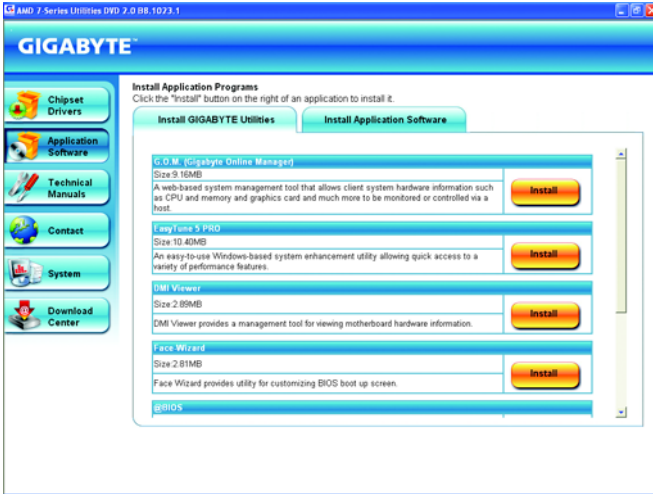 AMD 7-Series Utilities DVD 2.0 B8.1023.1
GIGABYTE™
Chipset
Drivers
Application
Software
Technical
Manuals
Contact
System
Download
Center
Install Application Programs
Click the "Install" button on the right of an application to install it.
Install GIGABYTE Utilities
Install Application Software
G.O.M. (Gigabyte Online Manager)
Size:9.16MB
A web-based system management tool that allows client system hardware information such
as CPU and memory and graphics card and much more to be monitored or controlled via a
host.
Install
EasyTune 5 PRO
Size:10.40MB
An easy-to-use Windows-based system enhancement utility allowing quick access to a
variety of performance features.
Install
DMI Viewer
Size:2.89MB
DMI Viewer provides a management tool for viewing motherboard hardware information.
Install
Face Wizard
Size:2.81MB
Face Wizard provides utility for customizing BIOS boot up screen.
Install
@BIOS